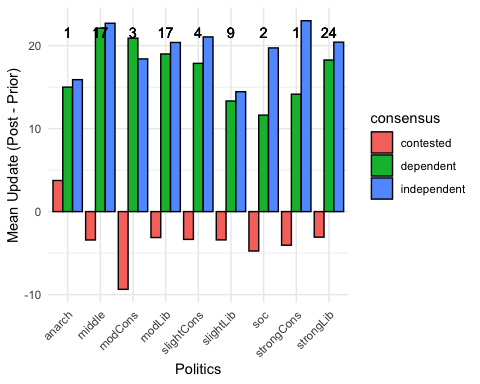 1 17 3 17 4 9 2 1 24
20
10
0
-10
Mean Update (Post - Prior)
anarch middle modCons modLib slightCons slightLib soc strongCons strongLib
Politics
consensus
contested
dependent
independent